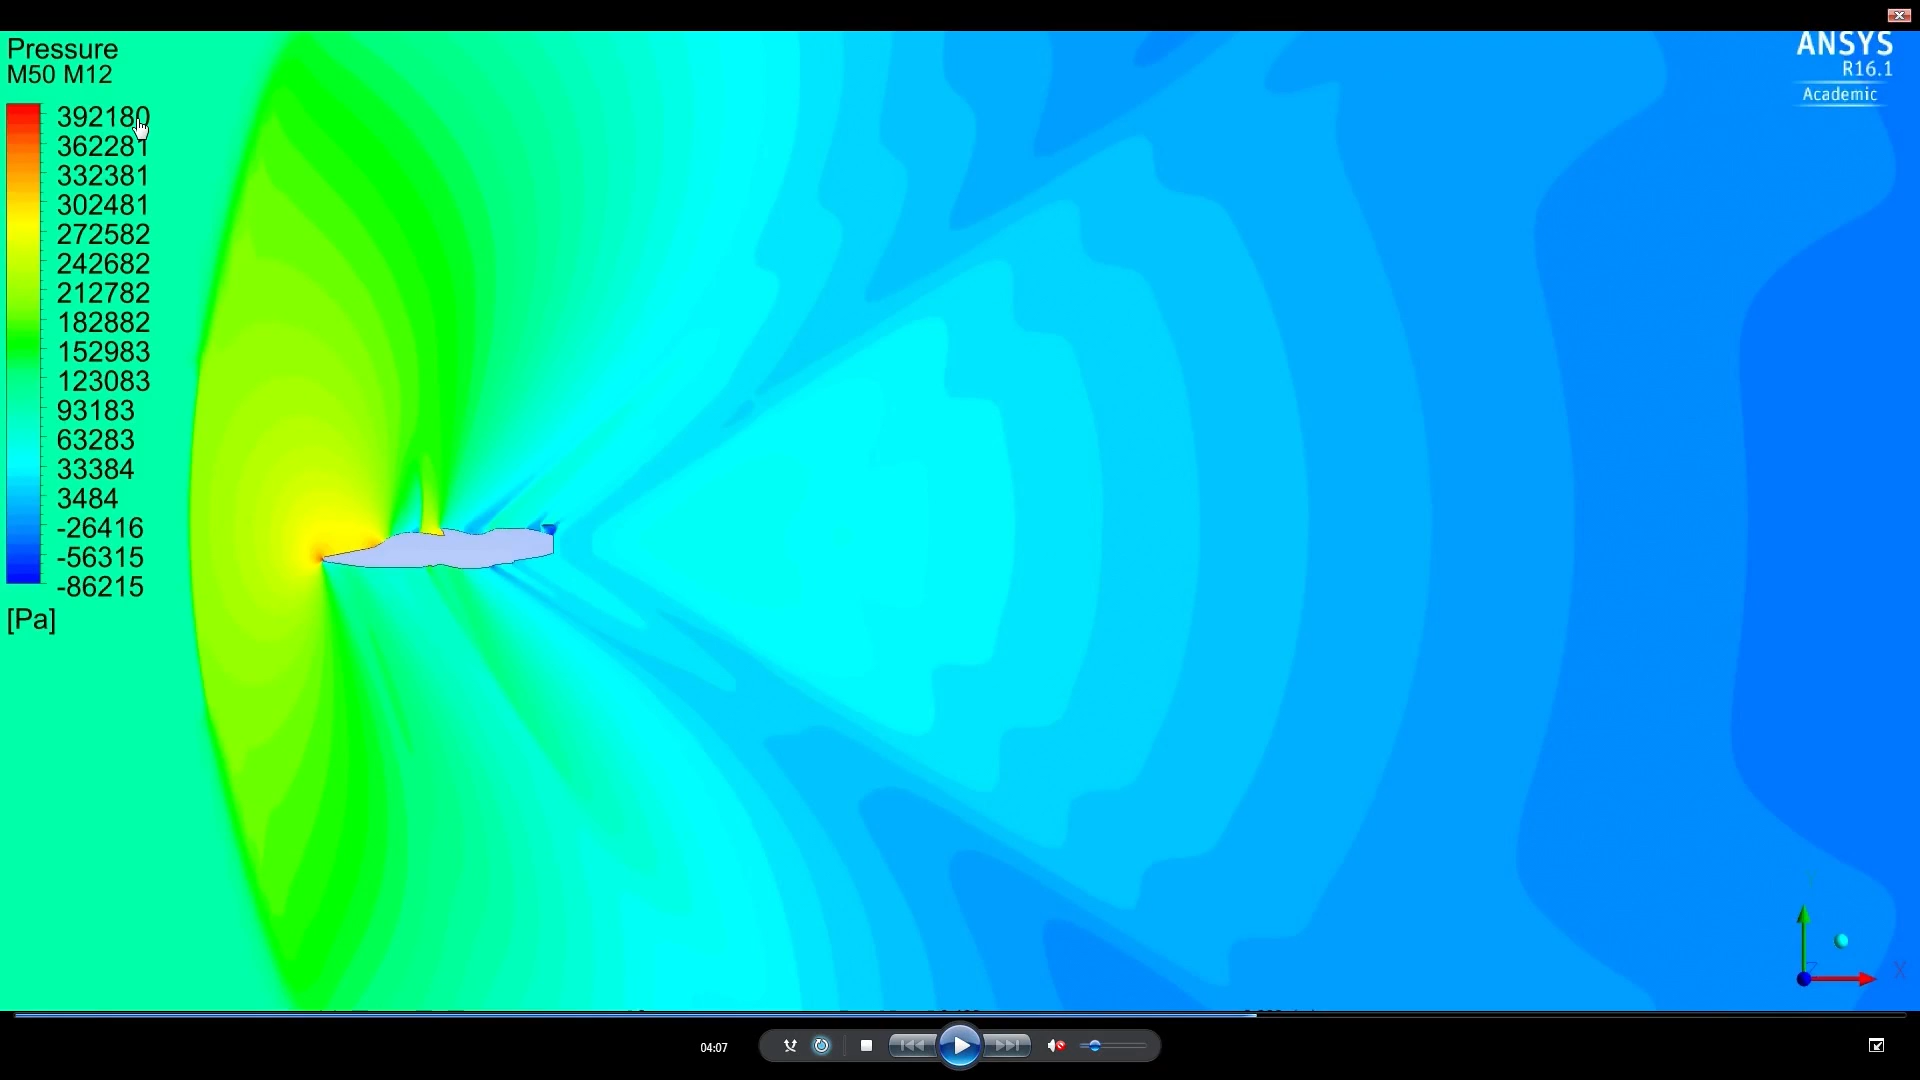 Pressure
M50 M12
392180
362281
332381
302481
272582
242682
212782
182882
152983
123083
93183
63283
33384
3484
-26416
-56315
-86215
[Pa]
ANSYS
R16.1
Academic
Y
Z
X
04:07